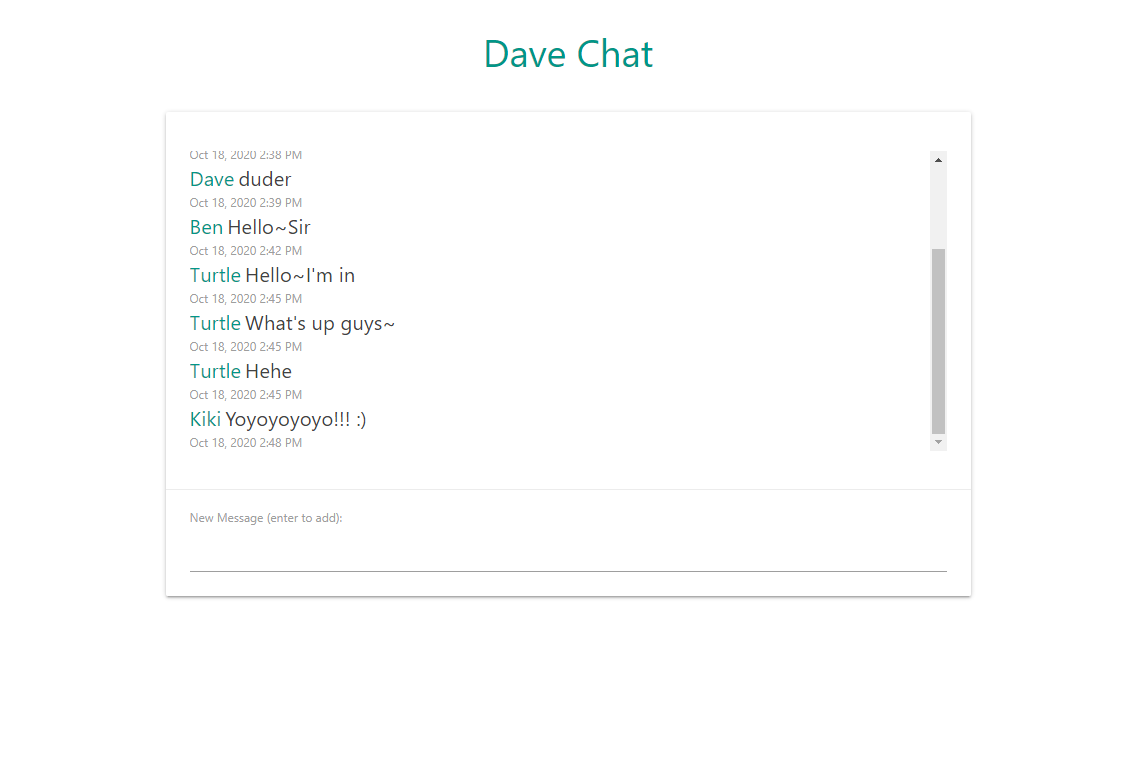 Dave Chat
Oct 18, 2020 2:38 PM
Dave duder
Oct 18, 2020 2:39 PM
Ben Hello~Sir
Oct 18, 2020 2:42 PM
Turtle Hello~I'm in
Oct 18, 2020 2:45 PM
Turtle What's up guys~
Oct 18, 2020 2:45 PM
Turtle Hehe
Oct 18, 2020 2:45 PM
Kiki Yoyoyoyoyo!!! :)
Oct 18, 2020 2:48 PM
New Message (enter to add):